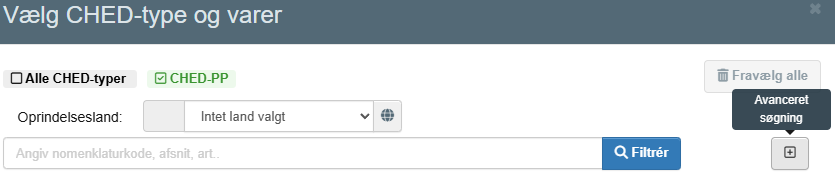 Vælg CHED-type og varer
Alle CHED-typer CHED-PP
Fravælg alle
Oprindelsesland: Intet land valgt
Avanceret
søgning
Angiv nomenklaturkode, afsnit, art.. Filtrér